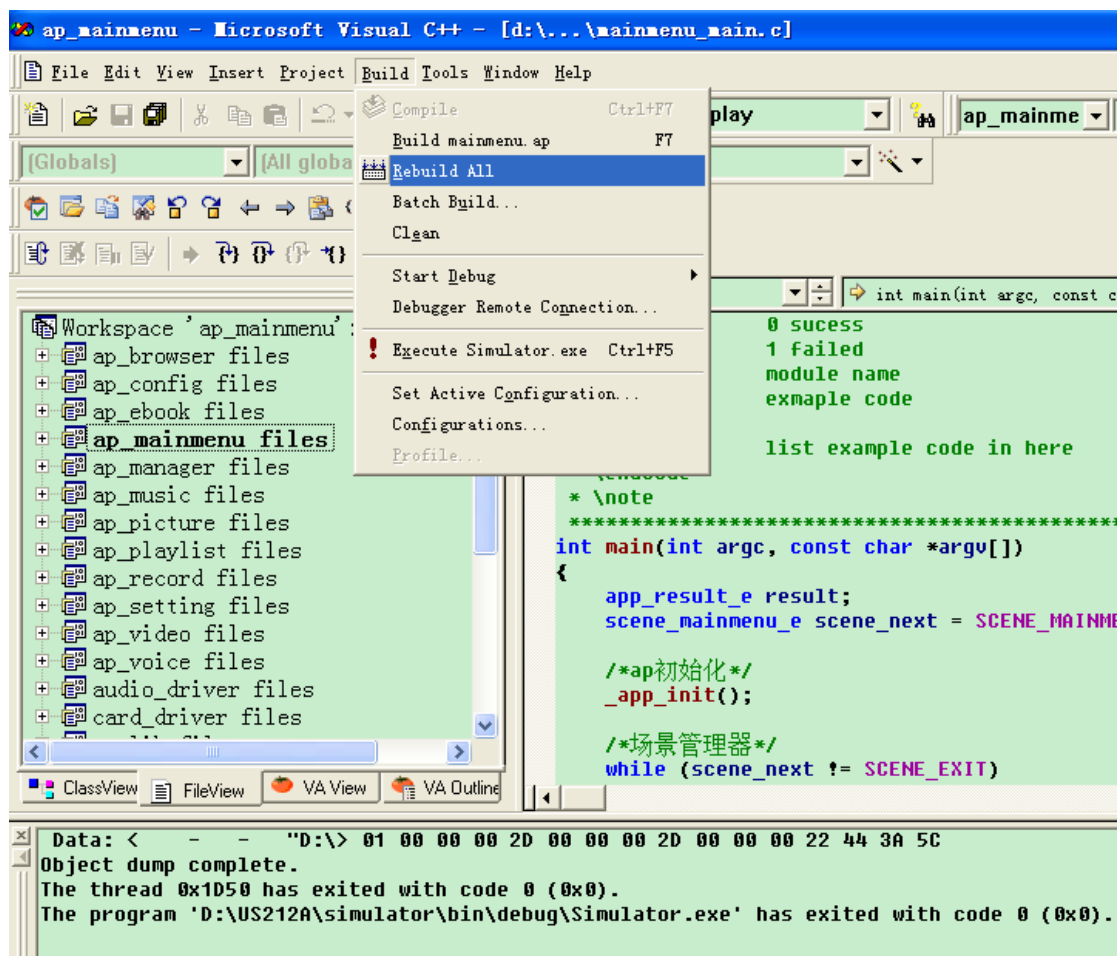 ap_mainmenu - Microsoft Visual C++ - [d:\...\mainmenu_main.c]
File Edit View Insert Project Build Tools Window Help
Compile Ctrl+F7
Build mainmenu.ap F7
Rebuild All
Batch Build...
Clean
Start Debug
Debugger Remote Connection...
Execute Simulator.exe Ctrl+F5
Set Active Configuration...
Configurations...
Profile...
play
ap_mainme
(Globals)
(All globa
int main(int argc, const c
Workspace 'ap_mainmenu':
ap_browser files
ap_config files
ap_ebook files
ap_mainmenu files
ap_manager files
ap_music files
ap_picture files
ap_playlist files
ap_record files
ap_setting files
ap_video files
ap_voice files
audio_driver files
card_driver files
ClassView FileView VA View VA Outline
0 sucess
1 failed
module name
exmaple code
list example code in here
\endcode
* \note
*********************************************
int main(int argc, const char *argv[])
{
app_result_e result;
scene_mainmenu_e scene_next = SCENE_MAINME
/*ap初始化*/
_app_init();
/*场景管理器*/
while (scene_next != SCENE_EXIT)
Data: < - - "D:\> 01 00 00 00 2D 00 00 00 2D 00 00 00 22 44 3A 5C
Object dump complete.
The thread 0x1D50 has exited with code 0 (0x0).
The program 'D:\US212A\simulator\bin\debug\Simulator.exe' has exited with code 0 (0x0).